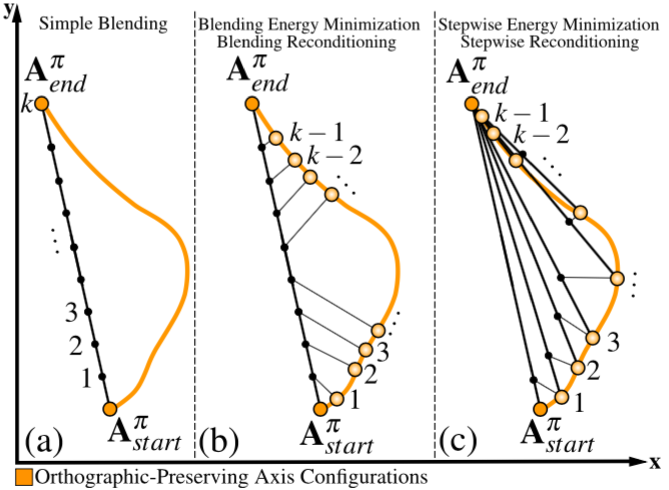 y
Simple Blending
Blending Energy Minimization
Blending Reconditioning
Stepwise Energy Minimization
Stepwise Reconditioning
A^π_end
k
⋮
3
2
1
A^π_start
(a)
A^π_end
k − 1
k − 2
⋱
⋰
3
2
1
A^π_start
(b)
A^π_end
k − 1
k − 2
⋱
⋮
3
2
1
A^π_start
(c)
x
Orthographic-Preserving Axis Configurations